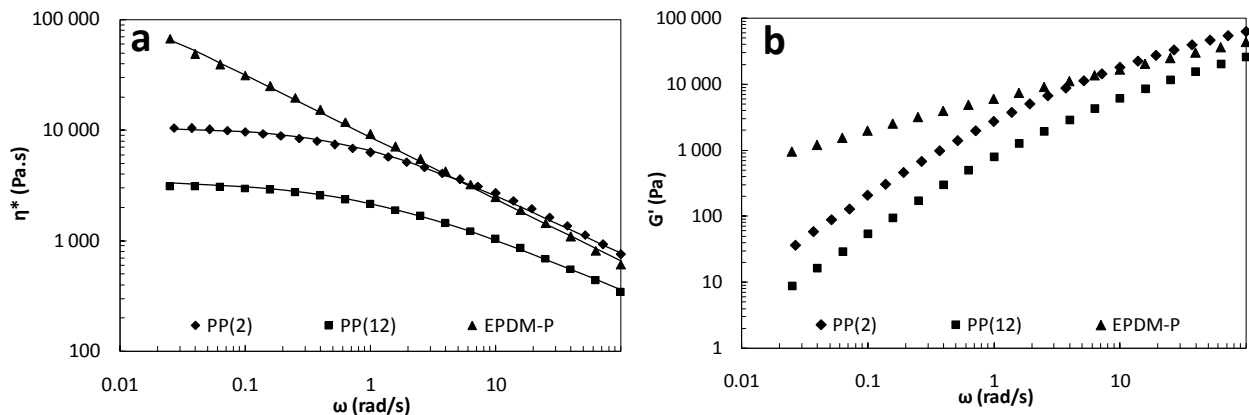 a
100 000
10 000
1 000
100
η* (Pa.s)
0.01
0.1
1
10
ω (rad/s)
PP(2)
PP(12)
EPDM-P
b
100 000
10 000
1 000
100
10
1
G' (Pa)
0.01
0.1
1
10
ω (rad/s)
PP(2)
PP(12)
EPDM-P